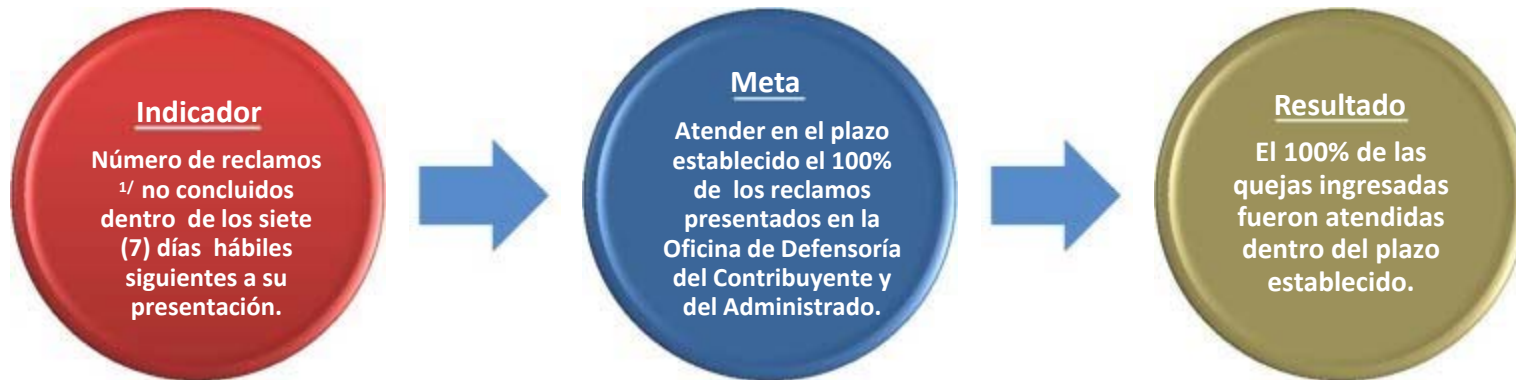 Indicador
Número de reclamos
1/ no concluidos
dentro de los siete
(7) días hábiles
siguientes a su
presentación.
Meta
Atender en el plazo
establecido el 100%
de los reclamos
presentados en la
Oficina de Defensoría
del Contribuyente y
del Administrado.
Resultado
El 100% de las
quejas ingresadas
fueron atendidas
dentro del plazo
establecido.